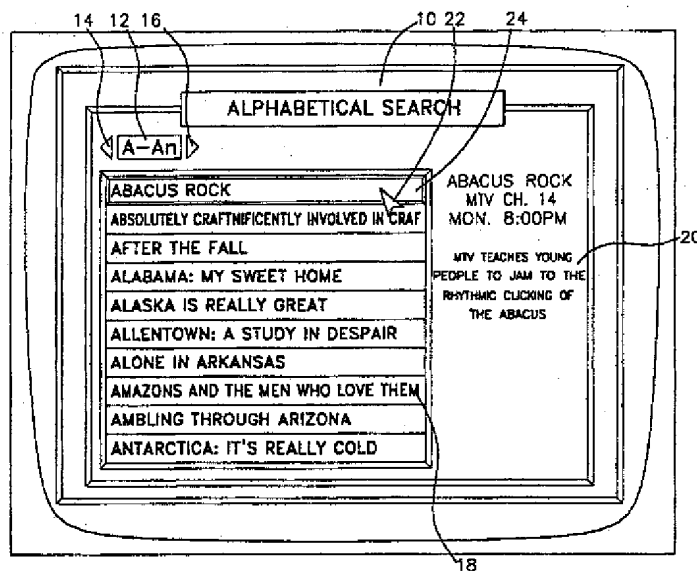 14 12 16 10 22 24
ALPHABETICAL SEARCH
A-An
ABACUS ROCK
ABSOLUTELY CRAFTNIFICENTLY INVOLVED IN CRAF
AFTER THE FALL
ALABAMA: MY SWEET HOME
ALASKA IS REALLY GREAT
ALLENTOWN: A STUDY IN DESPAIR
ALONE IN ARKANSAS
AMAZONS AND THE MEN WHO LOVE THEM
AMBLING THROUGH ARIZONA
ANTARCTICA: IT'S REALLY COLD
ABACUS ROCK
MTV CH. 14
MON. 8:00PM
MTV TEACHES YOUNG
PEOPLE TO JAM TO THE
RHYTHMIC CLICKING OF
THE ABACUS
20
18